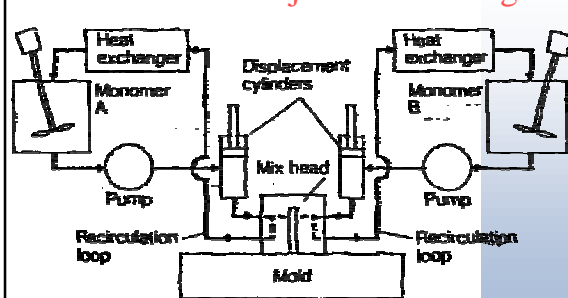 Heat
exchanger
Heat
exchanger
Displacement
cylinders
Monomer
A
Monomer
B
Mix head
Pump
Pump
Recirculation
loop
Recirculation
loop
Mold